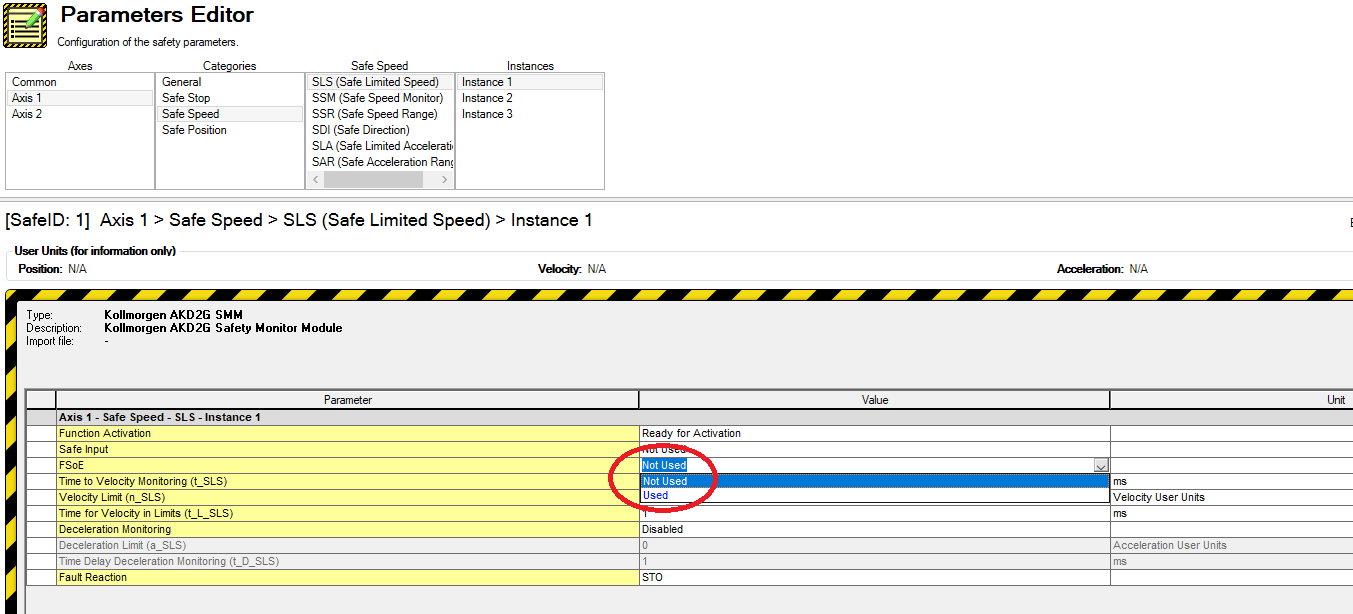 Parameters Editor
Configuration of the safety parameters.
Axes Categories Safe Speed Instances
Common General SLS (Safe Limited Speed) Instance 1
Axis 1 Safe Stop SSM (Safe Speed Monitor) Instance 2
Axis 2 Safe Speed SSR (Safe Speed Range) Instance 3
Safe Position SDI (Safe Direction)
SLA (Safe Limited Accelerati
SAR (Safe Acceleration Rang
[SafeID: 1] Axis 1 > Safe Speed > SLS (Safe Limited Speed) > Instance 1
User Units (for information only)
Position: N/A Velocity: N/A Acceleration: N/A
Type: Kollmorgen AKD2G SMM
Description: Kollmorgen AKD2G Safety Monitor Module
Import file: -
Parameter Value Unit
Axis 1 - Safe Speed - SLS - Instance 1
Function Activation Ready for Activation
Safe Input Not Used
FSoE Not Used
Time to Velocity Monitoring (t_SLS) Not Used ms
Velocity Limit (n_SLS) Used Velocity User Units
Time for Velocity in Limits (t_L_SLS) 1 ms
Deceleration Monitoring Disabled
Deceleration Limit (a_SLS) 0 Acceleration User Units
Time Delay Deceleration Monitoring (t_D_SLS) 1 ms
Fault Reaction STO